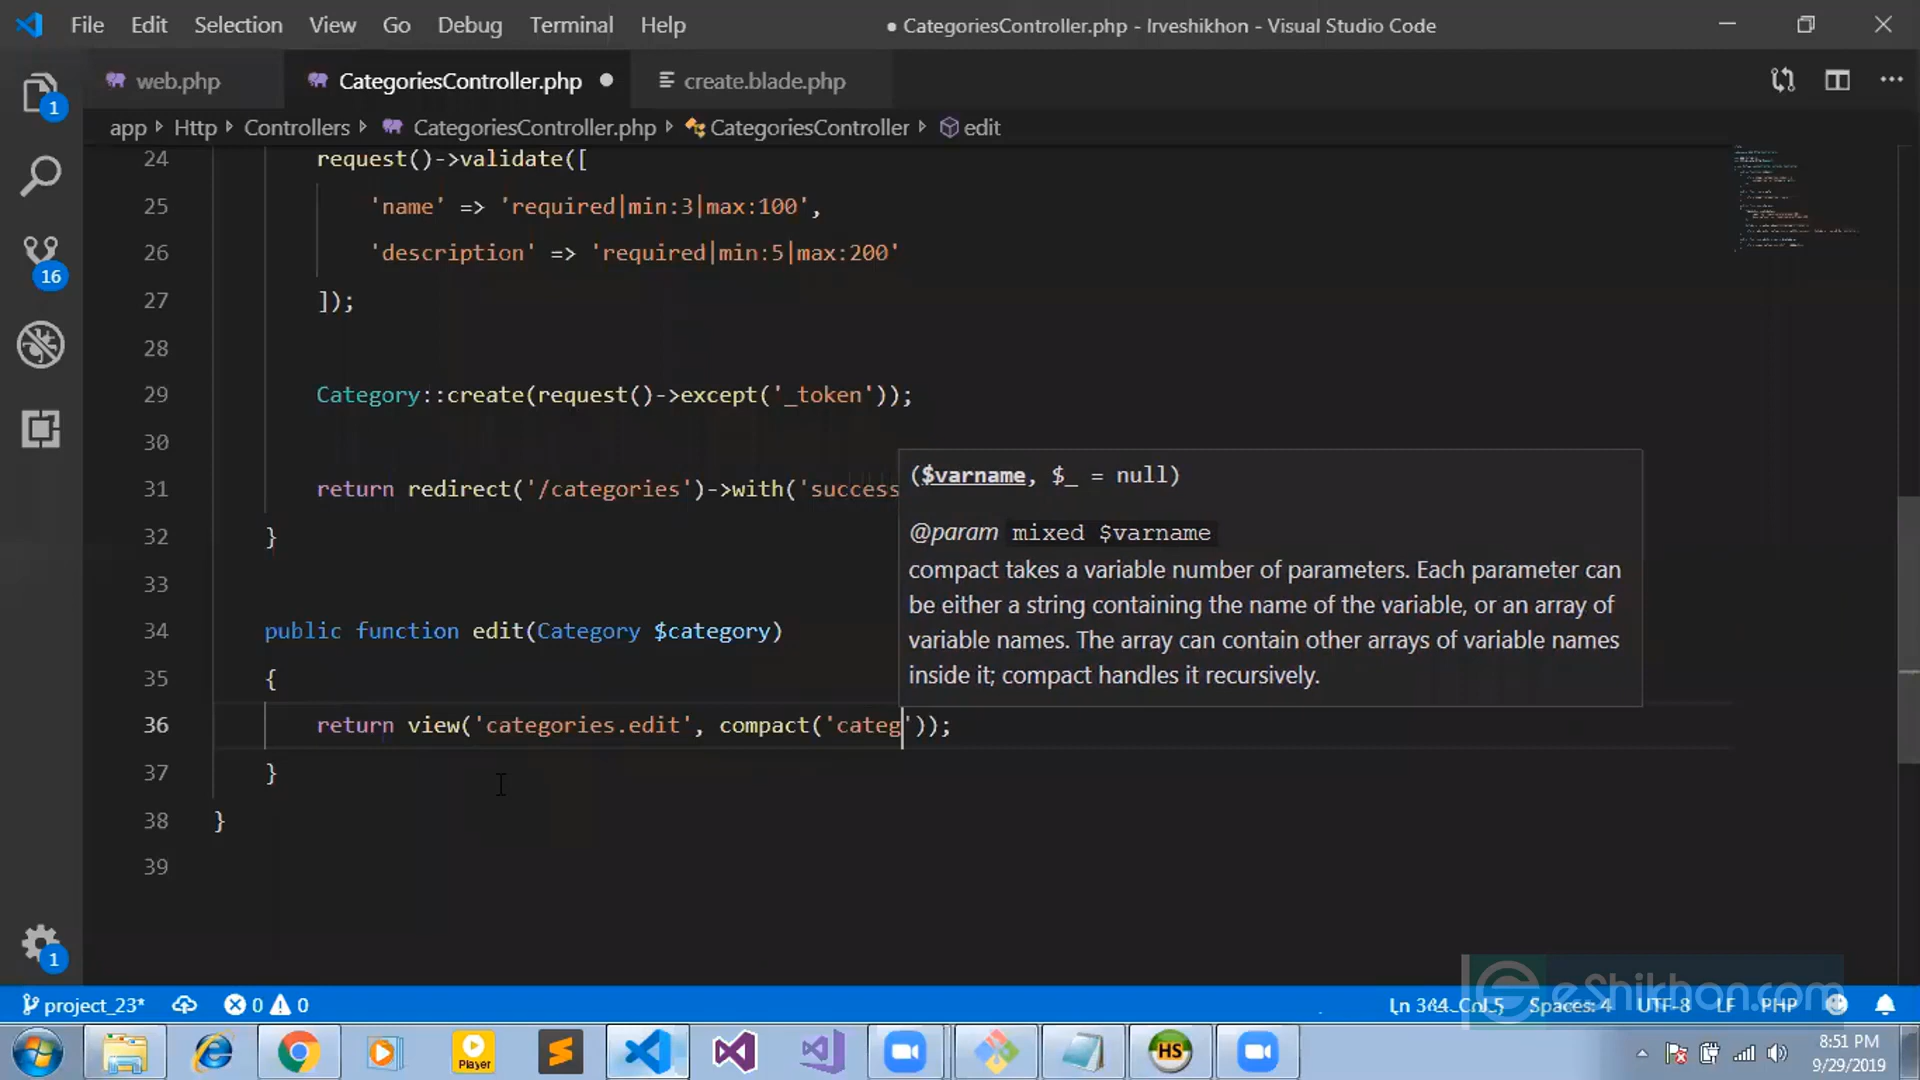 File Edit Selection View Go Debug Terminal Help
● CategoriesController.php - Irveshikhon - Visual Studio Code
web.php CategoriesController.php create.blade.php
app Http Controllers CategoriesController.php CategoriesController edit
24 request()->validate([
25 'name' => 'required|min:3|max:100',
26 'description' => 'required|min:5|max:200'
27 ]);
28
29 Category::create(request()->except('_token'));
30
31 return redirect('/categories')->with('success
32 }
33
34 public function edit(Category $category)
35 {
36 return view('categories.edit', compact('categ'));
37 }
38 }
39
($varname, $_ = null)
@param mixed $varname
compact takes a variable number of parameters. Each parameter can
be either a string containing the name of the variable, or an array of
variable names. The array can contain other arrays of variable names
inside it; compact handles it recursively.
1
16
1
eShikhon.com
project_23* 0 0
Spaces: 4 UTF-8 LF PHP
Player
HS
8:51 PM
9/29/2019